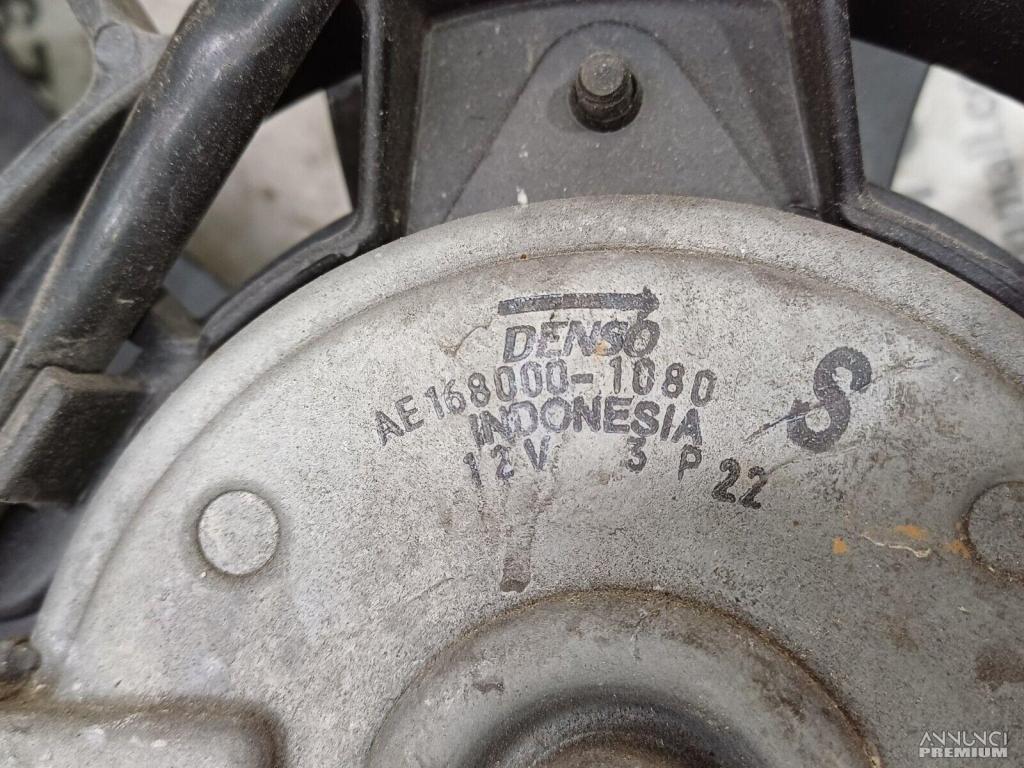 DENSO
AE168000-1080
INDONESIA
12V 3 P 22
S
ANNUNCI
PREMIUM